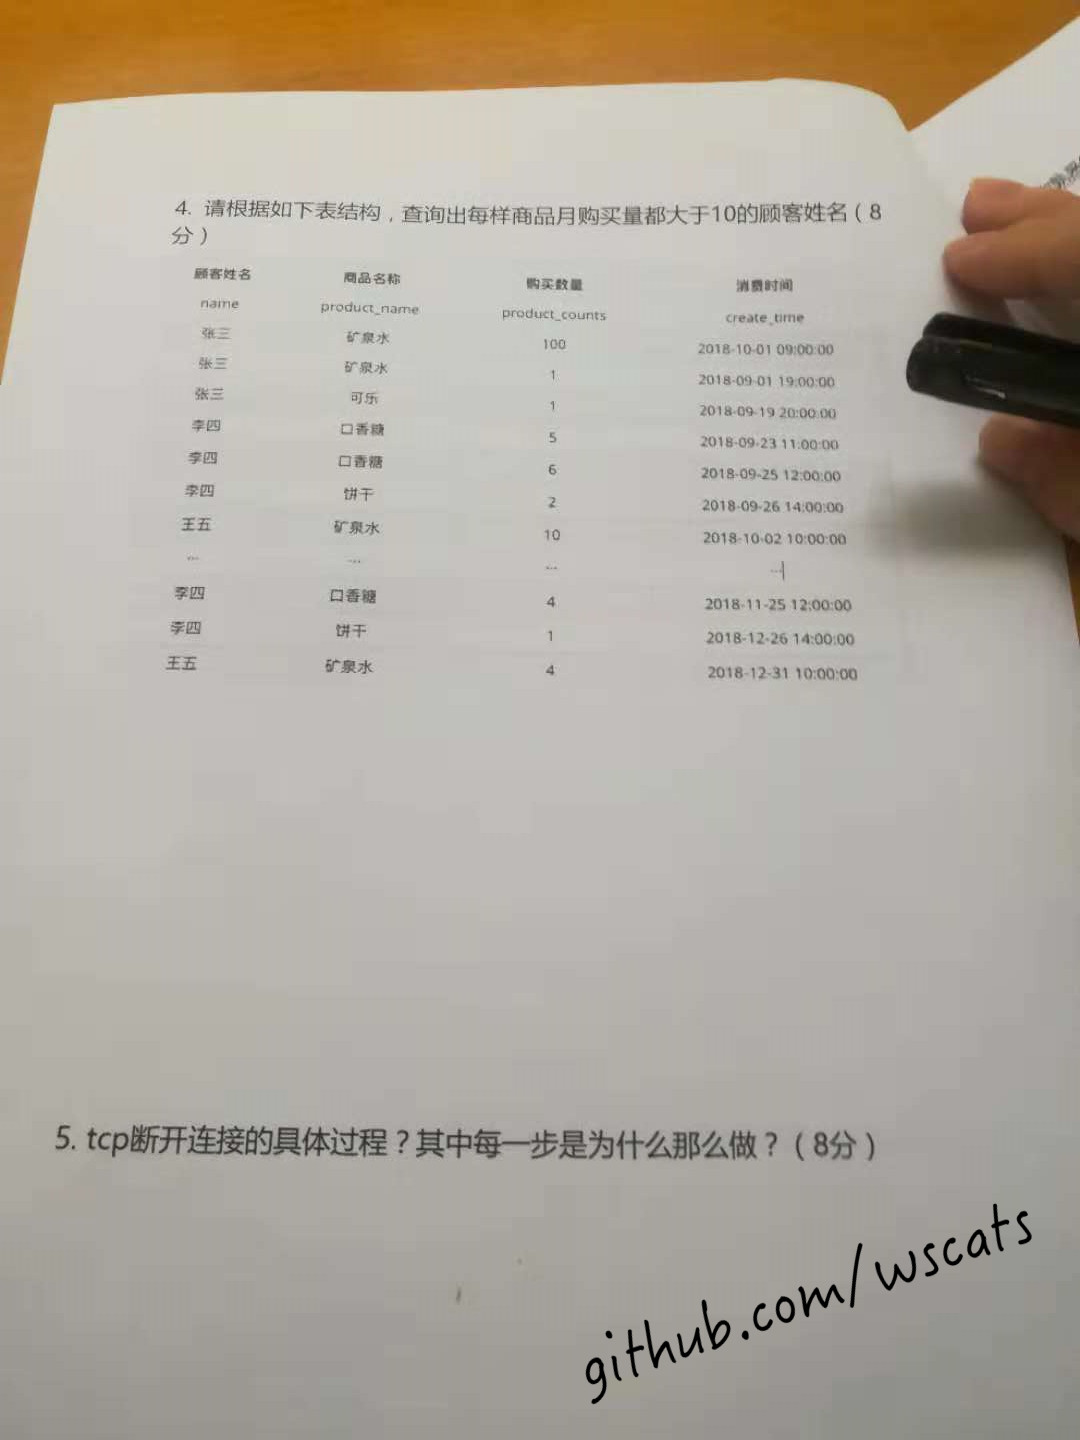 4. 请根据如下表结构，查询出每样商品月购买量都大于10的顾客姓名（8
分）
顾客姓名 商品名称 购买数量 消费时间
name product_name product_counts create_time
张三 矿泉水 100 2018-10-01 09:00:00
张三 矿泉水 1 2018-09-01 19:00:00
张三 可乐 1 2018-09-19 20:00:00
李四 口香糖 5 2018-09-23 11:00:00
李四 口香糖 6 2018-09-25 12:00:00
李四 饼干 2 2018-09-26 14:00:00
王五 矿泉水 10 2018-10-02 10:00:00
... ... ... ...
李四 口香糖 4 2018-11-25 12:00:00
李四 饼干 1 2018-12-26 14:00:00
王五 矿泉水 4 2018-12-31 10:00:00
5. tcp断开连接的具体过程？其中每一步是为什么那么做？（8分）
github.com/wscats